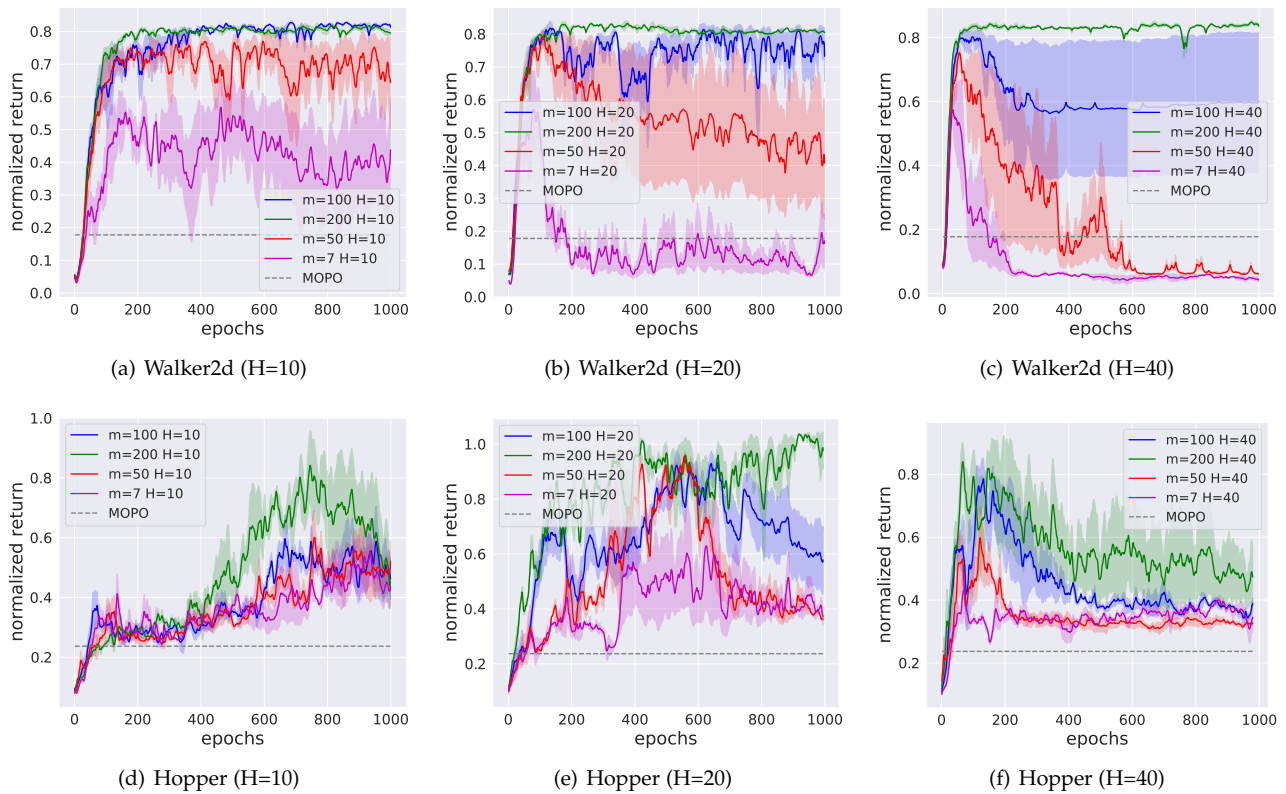 normalized return
0.8
0.7
0.6
0.5
0.4
0.3
0.2
0.1
0.0
m=100 H=10
m=200 H=10
m=50 H=10
m=7 H=10
MOPO
0 200 400 600 800 1000
epochs
(a) Walker2d (H=10)
normalized return
0.8
0.7
0.6
0.5
0.4
0.3
0.2
0.1
0.0
m=100 H=20
m=200 H=20
m=50 H=20
m=7 H=20
MOPO
0 200 400 600 800 1000
epochs
(b) Walker2d (H=20)
normalized return
0.8
0.6
0.4
0.2
0.0
m=100 H=40
m=200 H=40
m=50 H=40
m=7 H=40
MOPO
0 200 400 600 800 1000
epochs
(c) Walker2d (H=40)
normalized return
1.0
0.8
0.6
0.4
0.2
m=100 H=10
m=200 H=10
m=50 H=10
m=7 H=10
MOPO
0 200 400 600 800 1000
epochs
(d) Hopper (H=10)
normalized return
1.0
0.8
0.6
0.4
0.2
m=100 H=20
m=200 H=20
m=50 H=20
m=7 H=20
MOPO
0 200 400 600 800 1000
epochs
(e) Hopper (H=20)
normalized return
0.8
0.6
0.4
0.2
m=100 H=40
m=200 H=40
m=50 H=40
m=7 H=40
MOPO
0 200 400 600 800 1000
epochs
(f) Hopper (H=40)